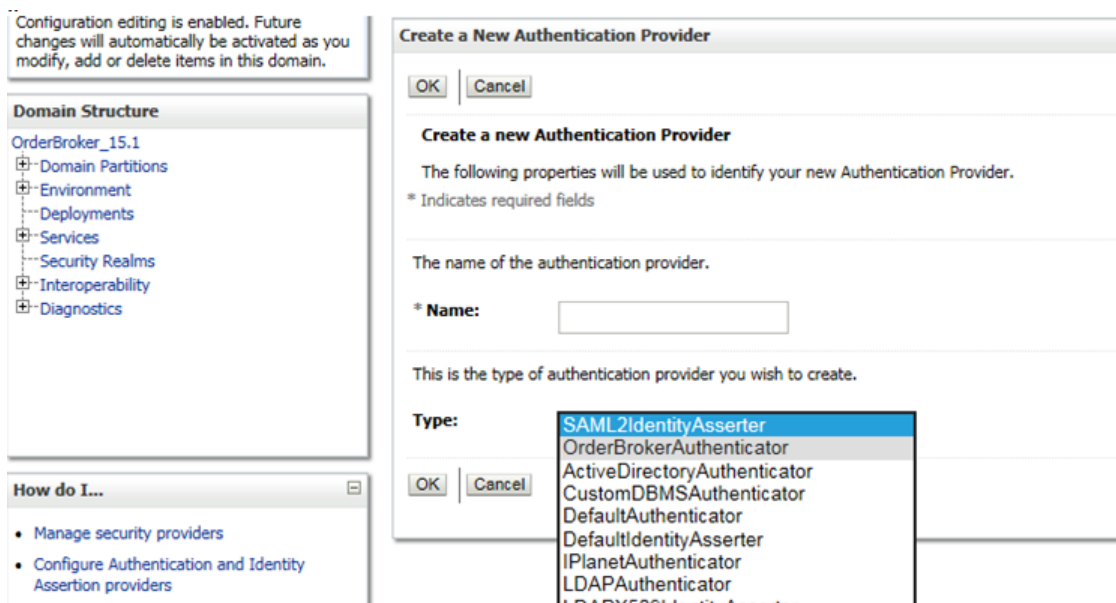 Configuration editing is enabled. Future
changes will automatically be activated as you
modify, add or delete items in this domain.
Domain Structure
OrderBroker_15.1
Domain Partitions
Environment
Deployments
Services
Security Realms
Interoperability
Diagnostics
How do I...
• Manage security providers
• Configure Authentication and Identity
Assertion providers
Create a New Authentication Provider
OK Cancel
Create a new Authentication Provider
The following properties will be used to identify your new Authentication Provider.
* Indicates required fields
The name of the authentication provider.
* Name:
This is the type of authentication provider you wish to create.
Type:
SAML2IdentityAsserter
OrderBrokerAuthenticator
ActiveDirectoryAuthenticator
CustomDBMSAuthenticator
DefaultAuthenticator
DefaultIdentityAsserter
IPlanetAuthenticator
LDAPAuthenticator
OK Cancel